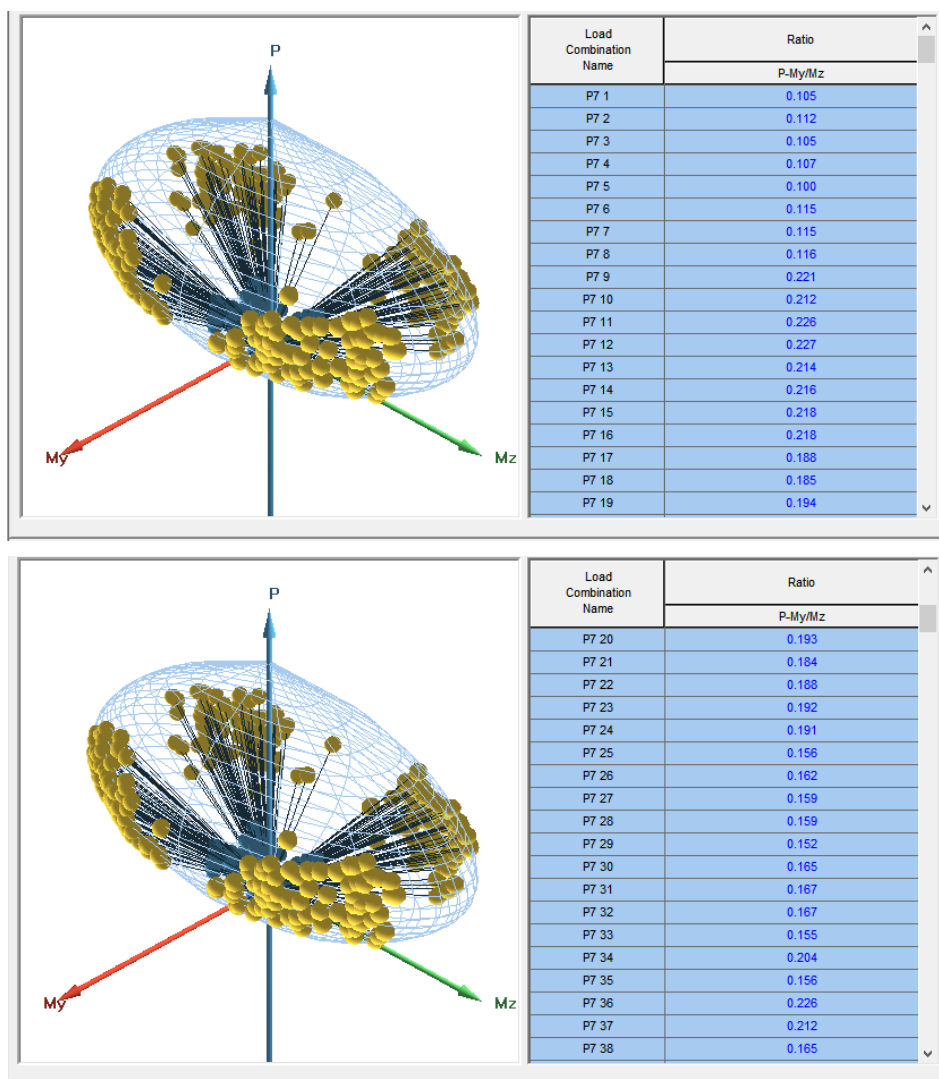 P
My
Mz
Load
Combination
Name
Ratio
P-My/Mz
P7 1 0.105
P7 2 0.112
P7 3 0.105
P7 4 0.107
P7 5 0.100
P7 6 0.115
P7 7 0.115
P7 8 0.116
P7 9 0.221
P7 10 0.212
P7 11 0.226
P7 12 0.227
P7 13 0.214
P7 14 0.216
P7 15 0.218
P7 16 0.218
P7 17 0.188
P7 18 0.185
P7 19 0.194
P
My
Mz
Load
Combination
Name
Ratio
P-My/Mz
P7 20 0.193
P7 21 0.184
P7 22 0.188
P7 23 0.192
P7 24 0.191
P7 25 0.156
P7 26 0.162
P7 27 0.159
P7 28 0.159
P7 29 0.152
P7 30 0.165
P7 31 0.167
P7 32 0.167
P7 33 0.155
P7 34 0.204
P7 35 0.156
P7 36 0.226
P7 37 0.212
P7 38 0.165